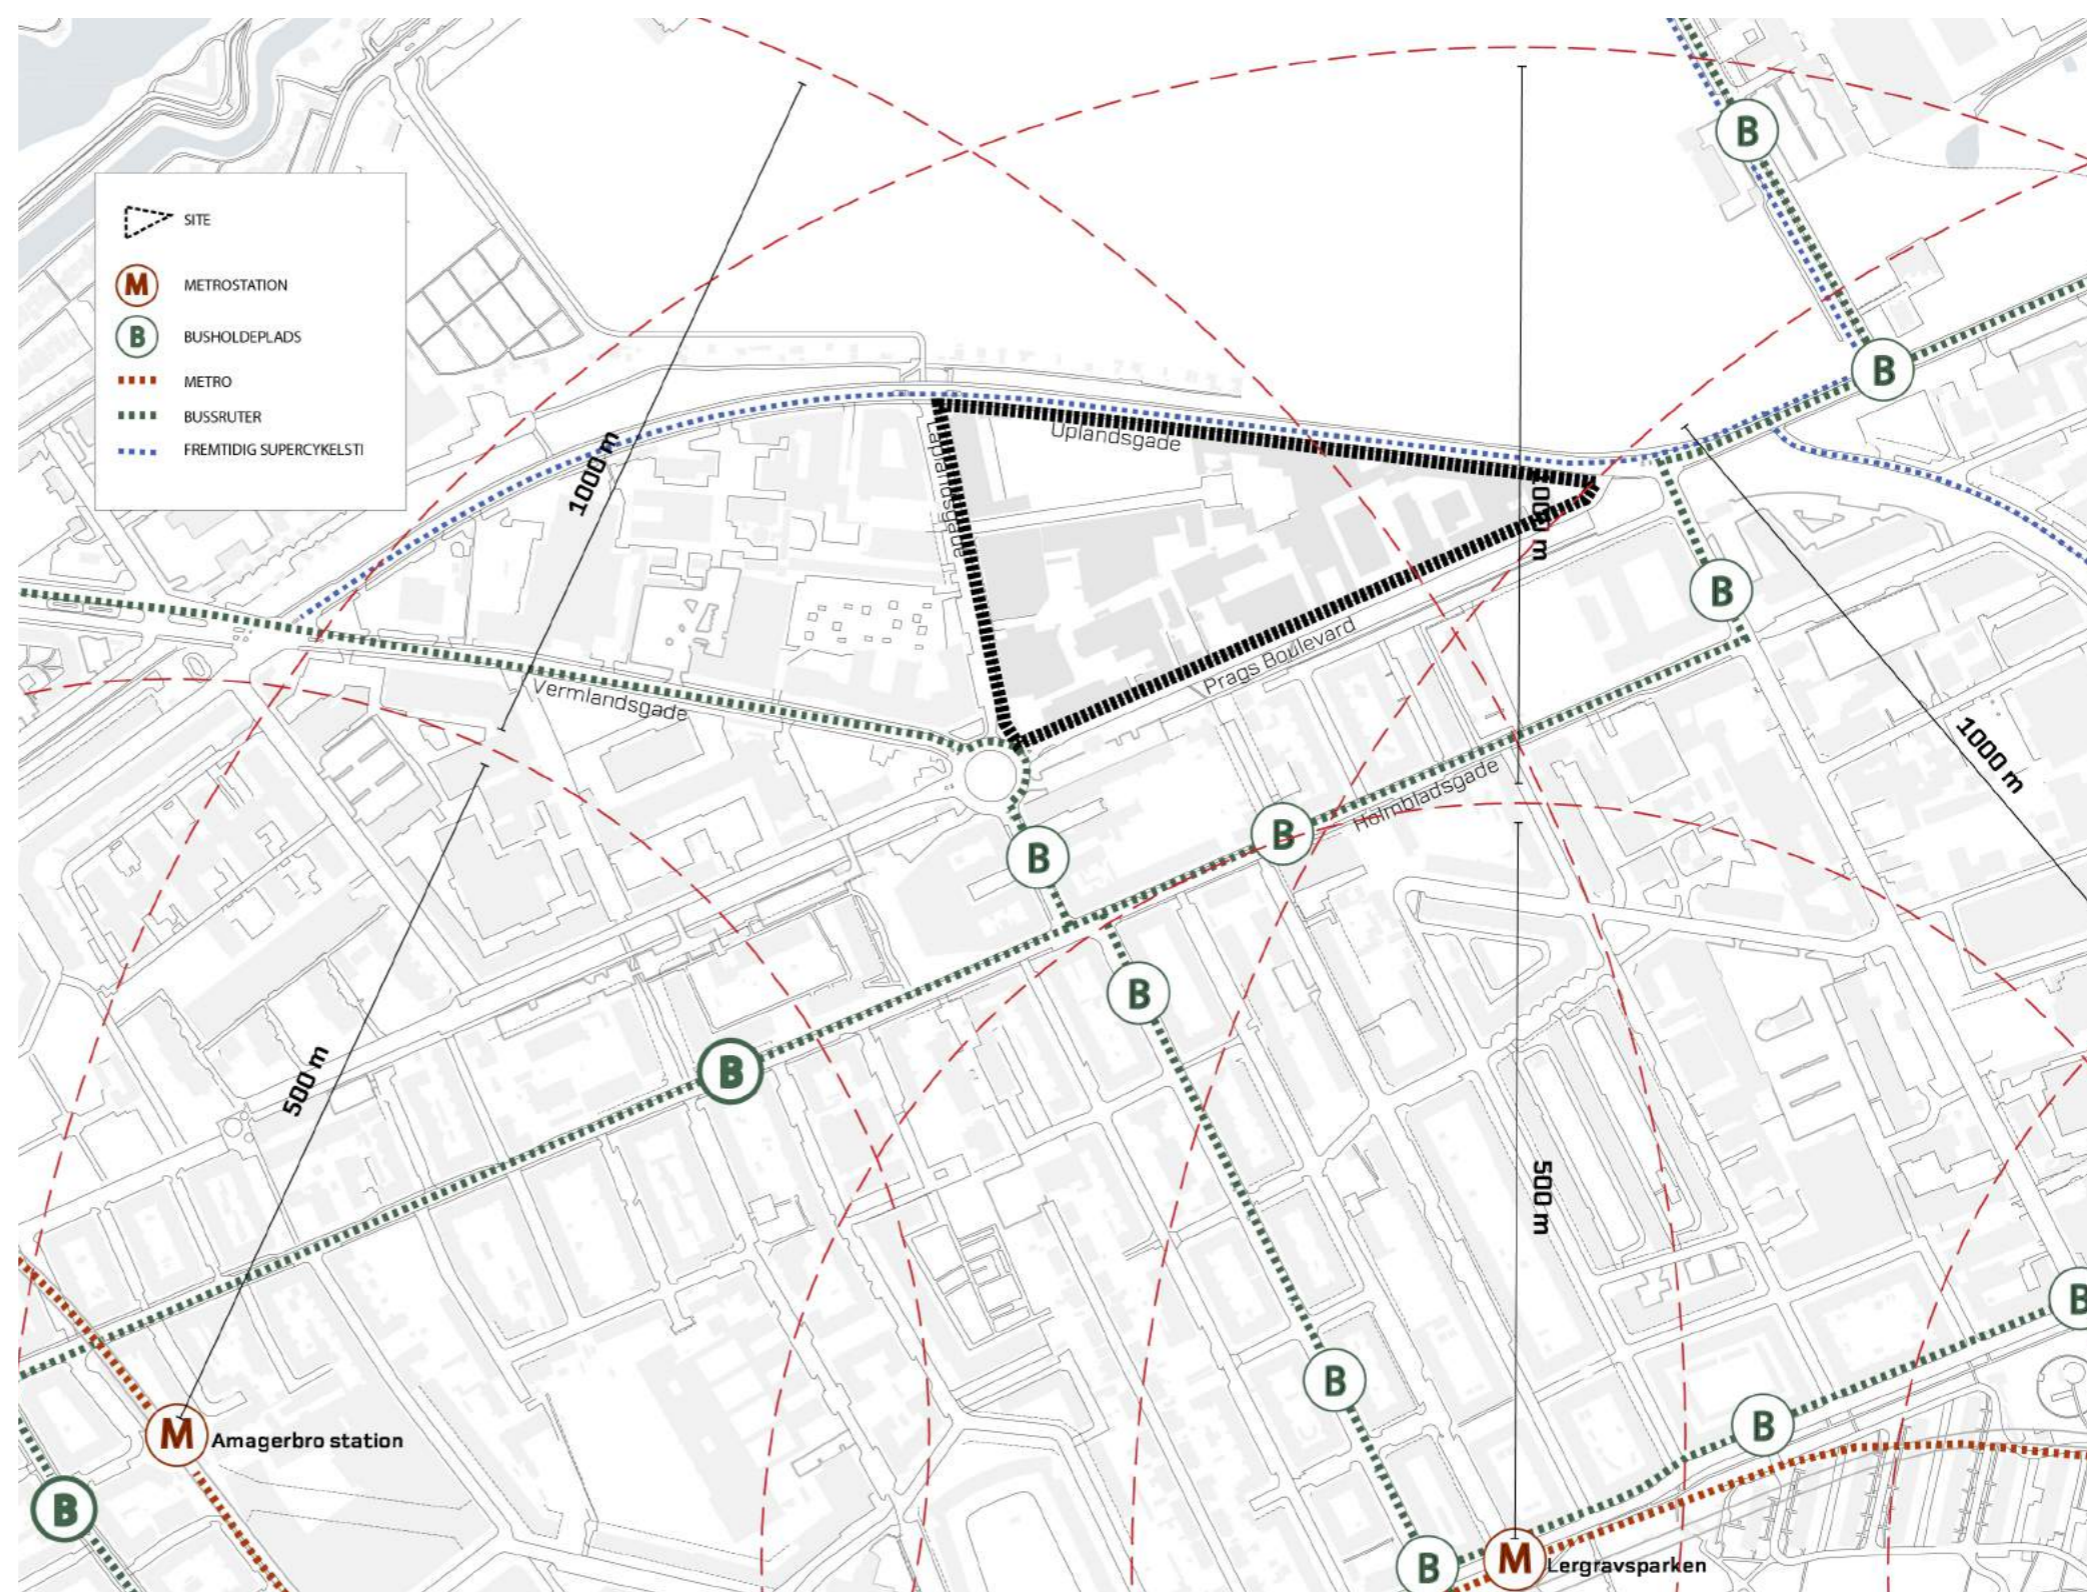 SITE
M METROSTATION
B BUSHOLDEPLADS
METRO
BUSSRUTER
FREMTIDIG SUPERCYKELSTI
B
B
1000 m
Uplandsgade
1000 m
B
Vermlandsgade
Prags Boulevard
1000 m
Holmbladsgade
B
B
B
B
500 m
500 m
B
B
M Amagerbro station
B
B
B
M Lergravsparken